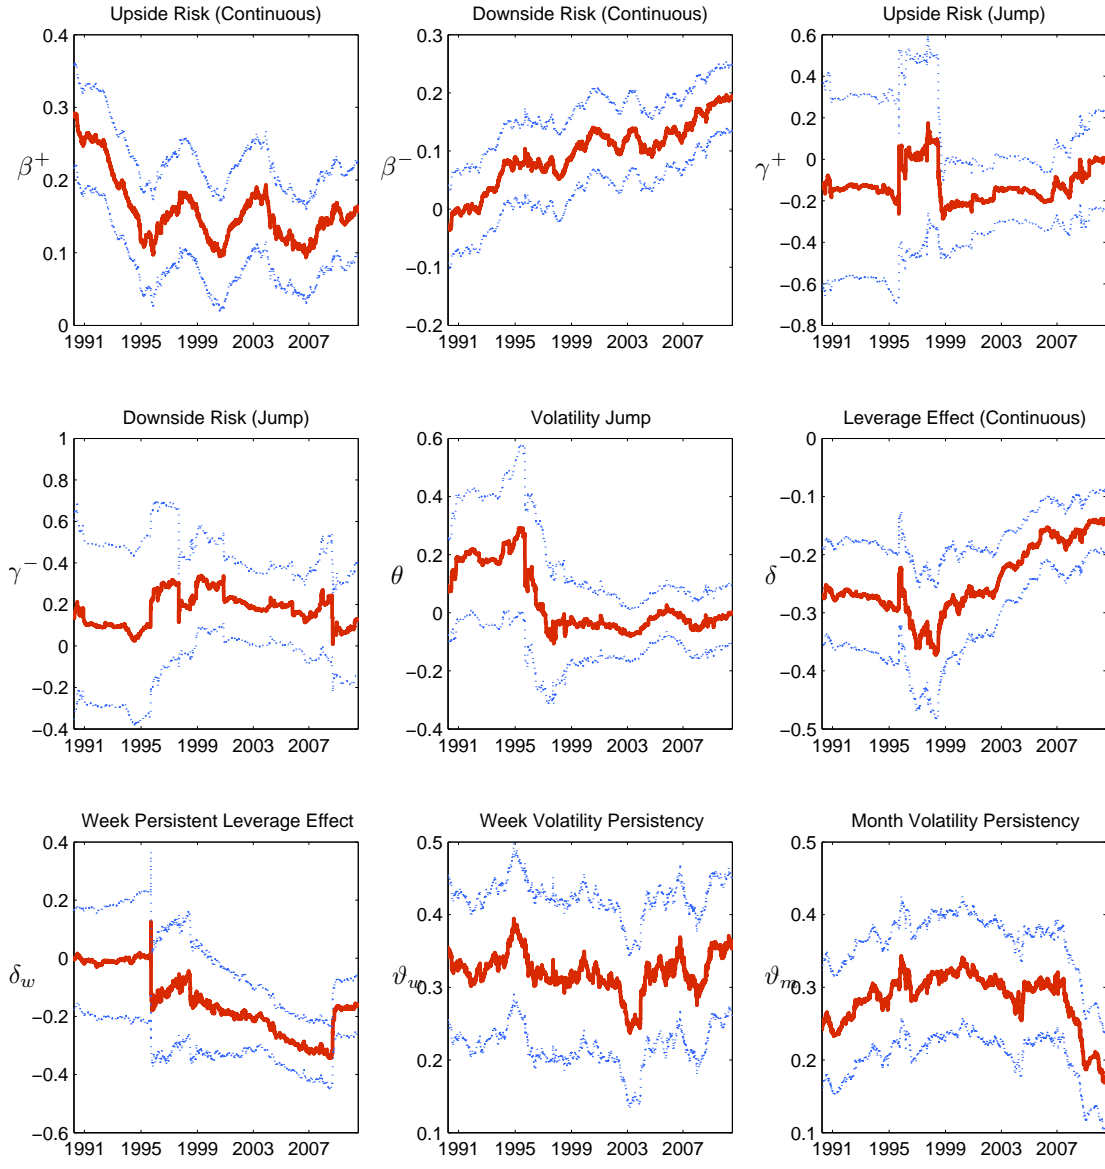 Upside Risk (Continuous)
Downside Risk (Continuous)
Upside Risk (Jump)
0.4
0.3
0.2
0.1
0
β⁺
1991 1995 1999 2003 2007
0.3
0.2
0.1
0
−0.1
−0.2
β⁻
1991 1995 1999 2003 2007
0.6
0.4
0.2
0
−0.2
−0.4
−0.6
−0.8
γ⁺
1991 1995 1999 2003 2007
Downside Risk (Jump)
Volatility Jump
Leverage Effect (Continuous)
1
0.8
0.6
0.4
0.2
0
−0.2
−0.4
γ⁻
1991 1995 1999 2003 2007
0.6
0.4
0.2
0
−0.2
−0.4
θ
1991 1995 1999 2003 2007
0
−0.1
−0.2
−0.3
−0.4
−0.5
δ
1991 1995 1999 2003 2007
Week Persistent Leverage Effect
Week Volatility Persistency
Month Volatility Persistency
0.4
0.2
0
−0.2
−0.4
−0.6
δ_w
1991 1995 1999 2003 2007
0.5
0.4
0.3
0.2
0.1
ϑ_w
1991 1995 1999 2003 2007
0.5
0.4
0.3
0.2
0.1
ϑ_m
1991 1995 1999 2003 2007